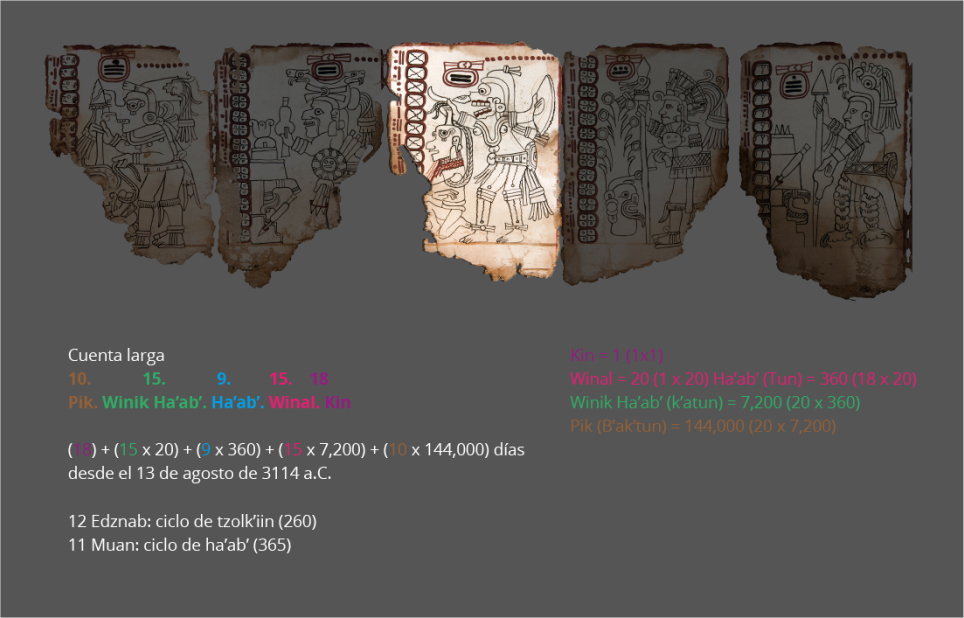 Cuenta larga
10. 15. 9. 15. 18
Pik. Winik Ha'ab'. Ha'ab'. Winal. Kin
(18) + (15 x 20) + (9 x 360) + (15 x 7,200) + (10 x 144,000) días
desde el 13 de agosto de 3114 a.C.
12 Edznab: ciclo de tzolk'iin (260)
11 Muan: ciclo de ha'ab' (365)
Kin = 1 (1x1)
Winal = 20 (1 x 20) Ha'ab' (Tun) = 360 (18 x 20)
Winik Ha'ab' (k'atun) = 7,200 (20 x 360)
Pik (B'ak'tun) = 144,000 (20 x 7,200)